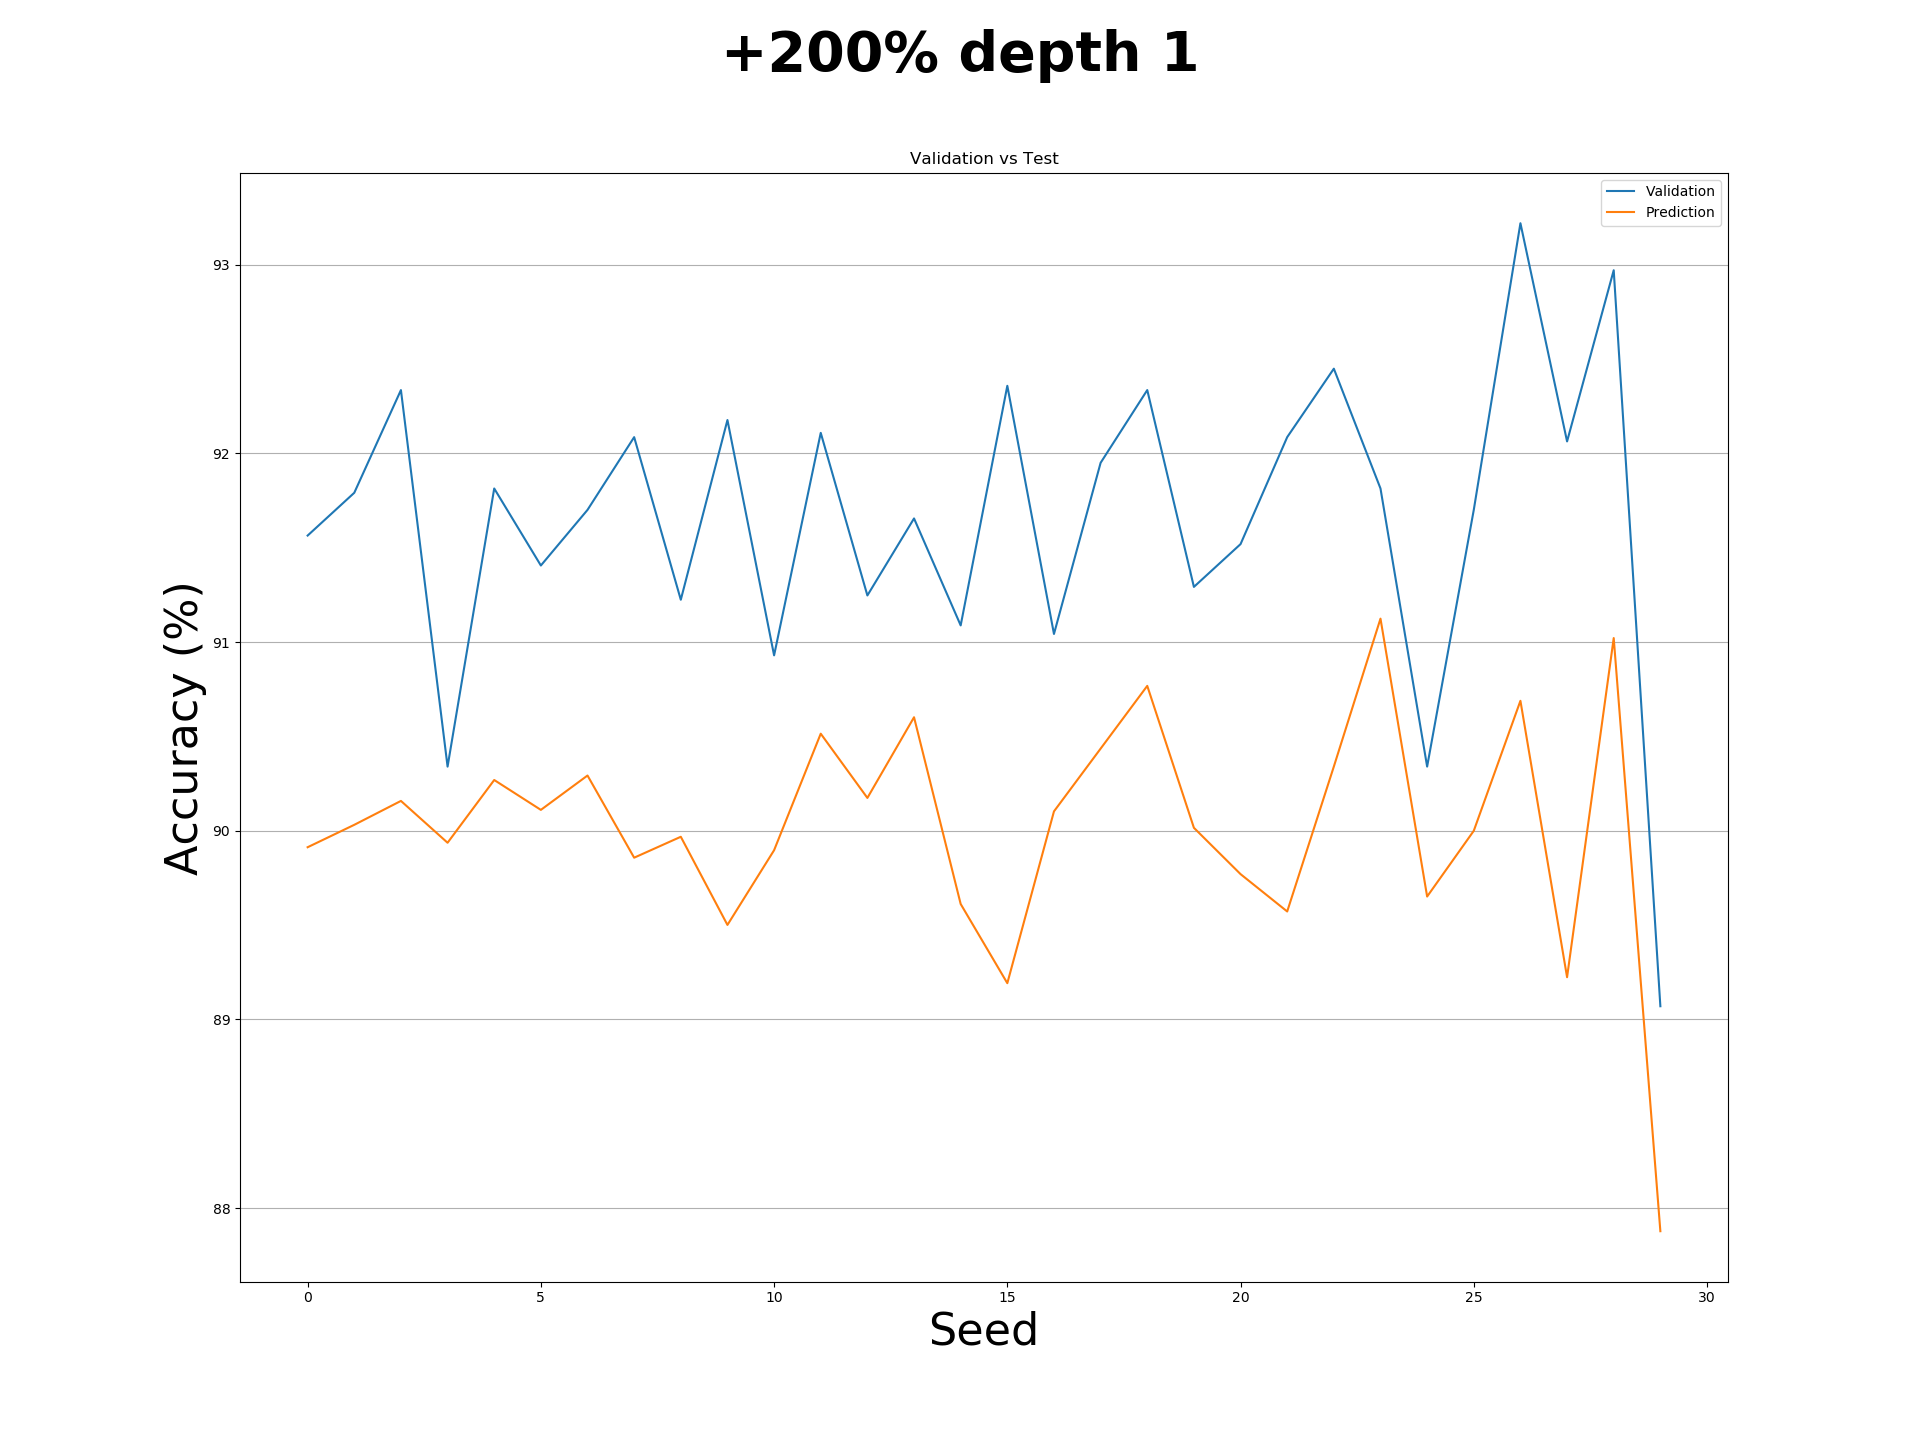 +200% depth 1
Validation vs Test
Validation
Prediction
93
92
91
90
89
88
Accuracy (%)
0 5 10 15 20 25 30
Seed